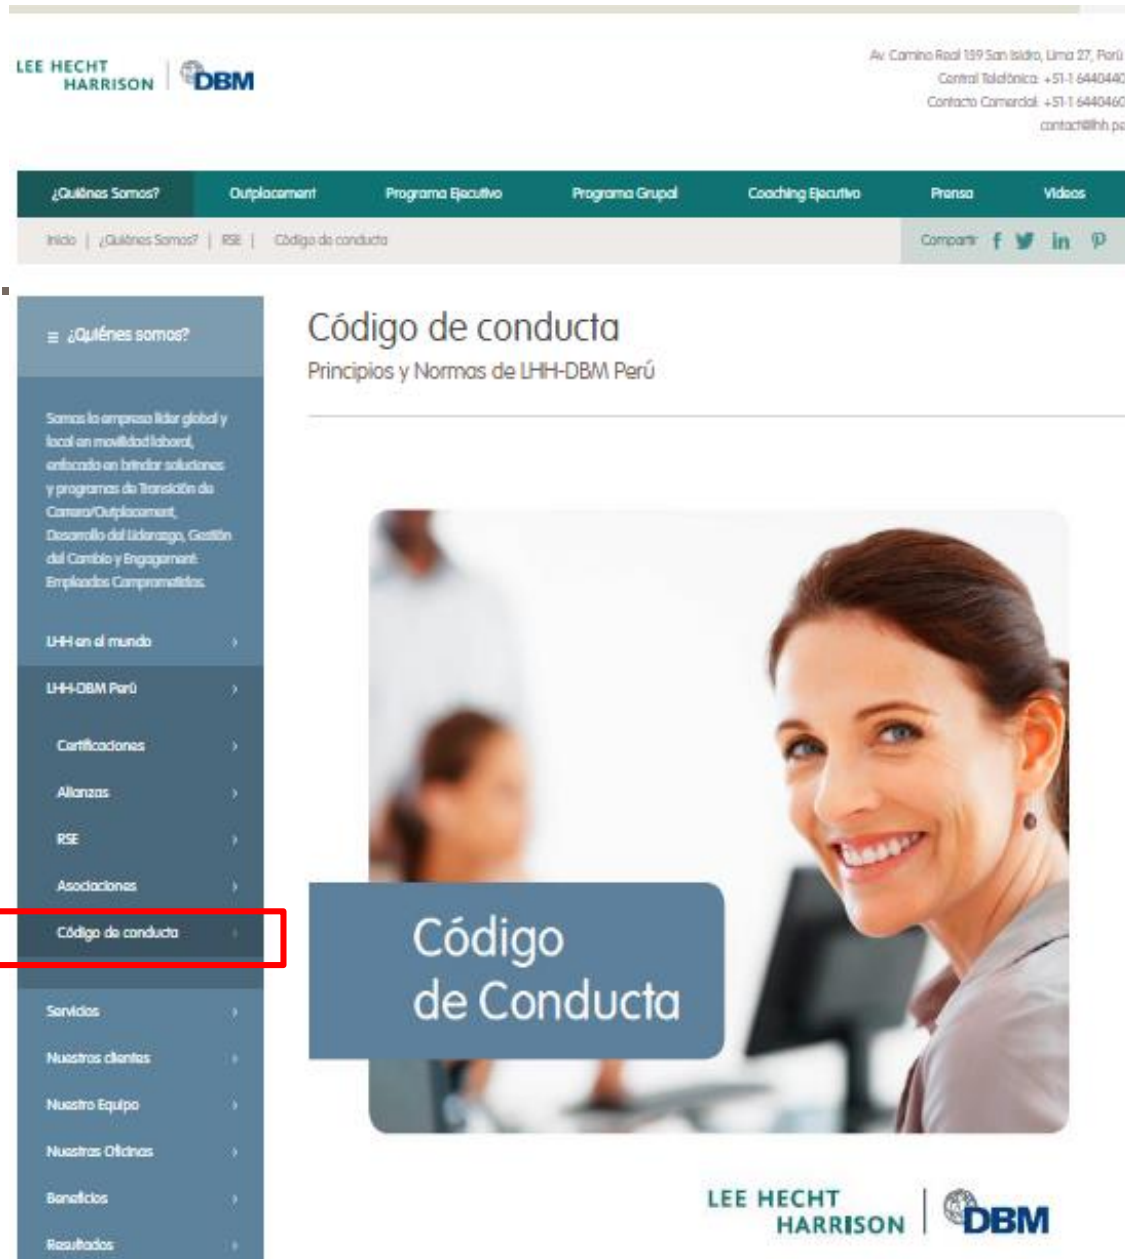 LEE HECHT
HARRISON
DBM
Av. Camino Real 159 San Isidro, Lima 27, Perú
Central Telefónica: +51-1 6440440
Contacto Comercial: +51-1 6440460
contact@lhh.pe
¿Quiénes Somos? Outplacement Programa Ejecutivo Programa Grupal Coaching Ejecutivo Prensa Videos
Inicio | ¿Quiénes Somos? | RSE | Código de conducta Compartir
¿Quiénes somos?
Código de conducta
Principios y Normas de LHH-DBM Perú
Somos la empresa líder global y
local en movilidad laboral,
enfocada en brindar soluciones
y programas de Transición de
Carrera/Outplacement,
Desarrollo del Liderazgo, Gestión
del Cambio y Engagement:
Empleados Comprometidos.
LHH en el mundo
LHH-DBM Perú
Certificaciones
Alianzas
RSE
Asociaciones
Código de conducta
Servicios
Nuestros clientes
Nuestro Equipo
Nuestras Oficinas
Beneficios
Resultados
Código
de Conducta
LEE HECHT
HARRISON
DBM